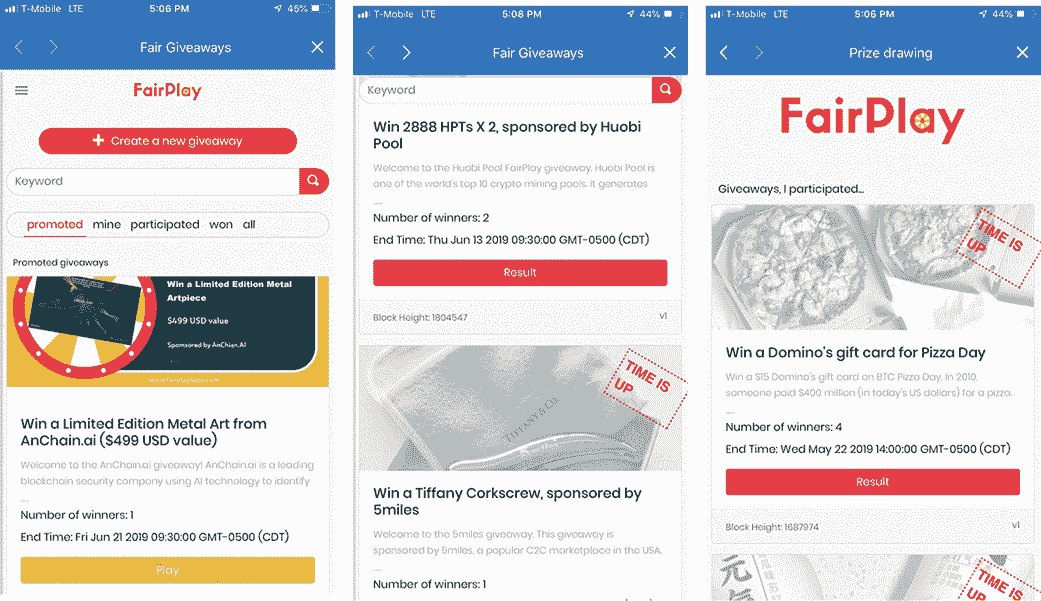 T-Mobile LTE 5:06 PM 45%
Fair Giveaways
FairPlay
+ Create a new giveaway
Keyword
promoted mine participated won all
Promoted giveaways
Win a Limited Edition Metal
Artpiece
$499 USD value
Sponsored by AnChian.AI
www.fairplaydapp.com
Win a Limited Edition Metal Art from
AnChain.ai ($499 USD value)
Welcome to the AnChain.ai giveaway! AnChain.ai is a leading
blockchain security company using AI technology to identify
....
Number of winners: 1
End Time: Fri Jun 21 2019 09:30:00 GMT-0500 (CDT)
Play
T-Mobile LTE 5:08 PM 44%
Fair Giveaways
Keyword
Win 2888 HPTs X 2, sponsored by Huobi
Pool
Welcome to the Huobi Pool FairPlay giveaway. Huobi Pool is
one of the world's top 10 crypto mining pools. It generates
....
Number of winners: 2
End Time: Thu Jun 13 2019 09:30:00 GMT-0500 (CDT)
Result
Block Height: 1804547 v1
TIME IS
UP
TIFFANY & CO.
Win a Tiffany Corkscrew, sponsored by
5miles
Welcome to the 5miles giveaway. This giveaway is
sponsored by 5miles, a popular C2C marketplace in the USA.
....
Number of winners: 1
T-Mobile LTE 5:06 PM 44%
Prize drawing
FairPlay
Giveaways, I participated...
TIME IS
UP
Win a Domino's gift card for Pizza Day
Win a $15 Domino's gift card on BTC Pizza Day. In 2010,
someone paid $400 million (in today's US dollars) for a pizza.
....
Number of winners: 4
End Time: Wed May 22 2019 14:00:00 GMT-0500 (CDT)
Result
Block Height: 1687974 v1
TIME IS
UP
元